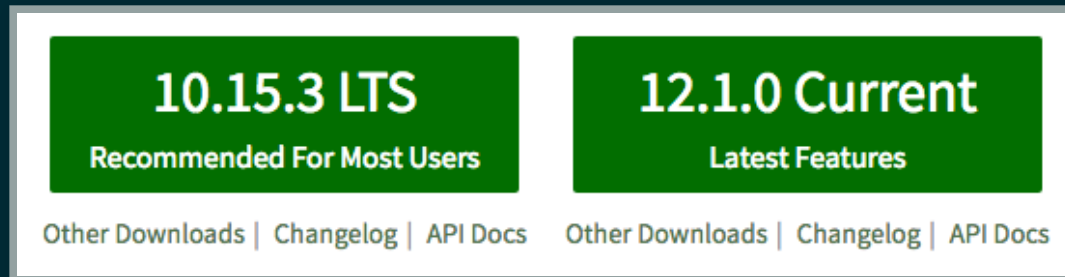 10.15.3 LTS
Recommended For Most Users
Other Downloads | Changelog | API Docs
12.1.0 Current
Latest Features
Other Downloads | Changelog | API Docs